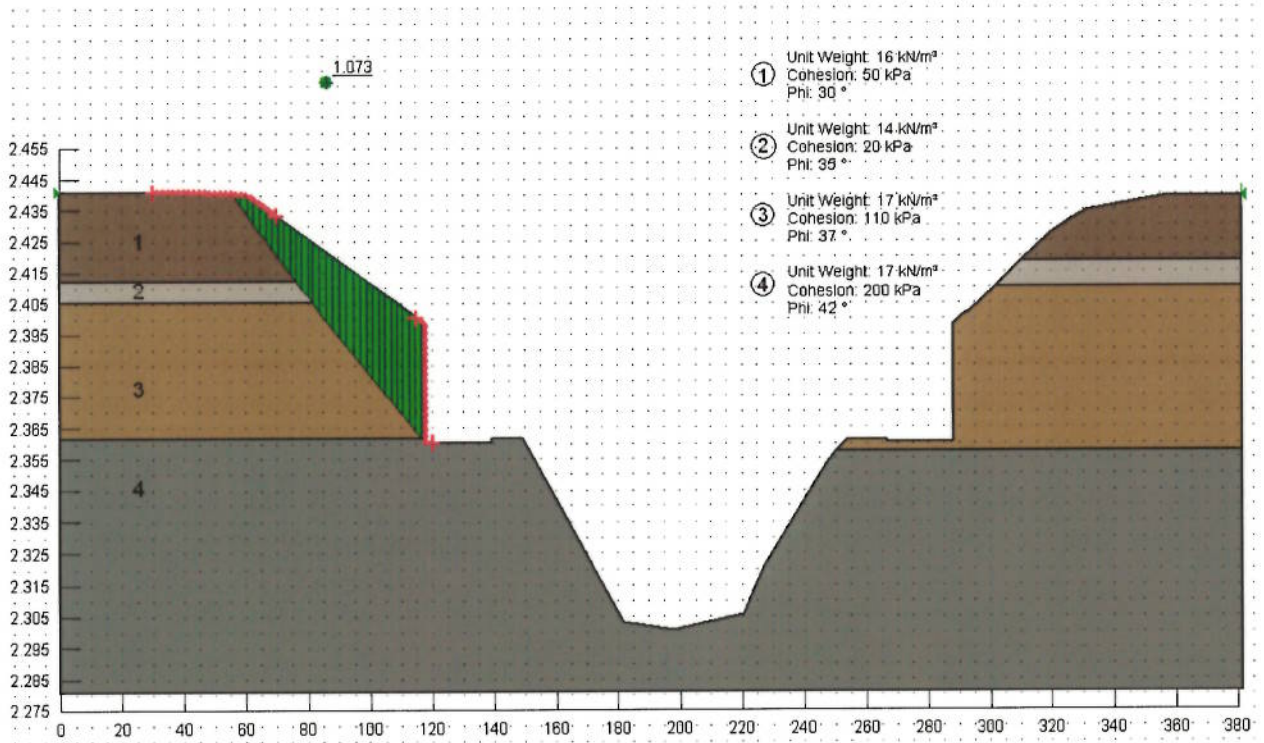 1.073
① Unit Weight: 16 kN/m³
Cohesion: 50 kPa
Phi: 30 °
② Unit Weight: 14 kN/m³
Cohesion: 20 kPa
Phi: 35 °
③ Unit Weight: 17 kN/m³
Cohesion: 110 kPa
Phi: 37 °
④ Unit Weight: 17 kN/m³
Cohesion: 200 kPa
Phi: 42 °
2.455
2.445
2.435
2.425
2.415
2.405
2.395
2.385
2.375
2.365
2.355
2.345
2.335
2.325
2.315
2.305
2.295
2.285
2.275
1
2
3
4
0 20 40 60 80 100 120 140 160 180 200 220 240 260 280 300 320 340 360 380